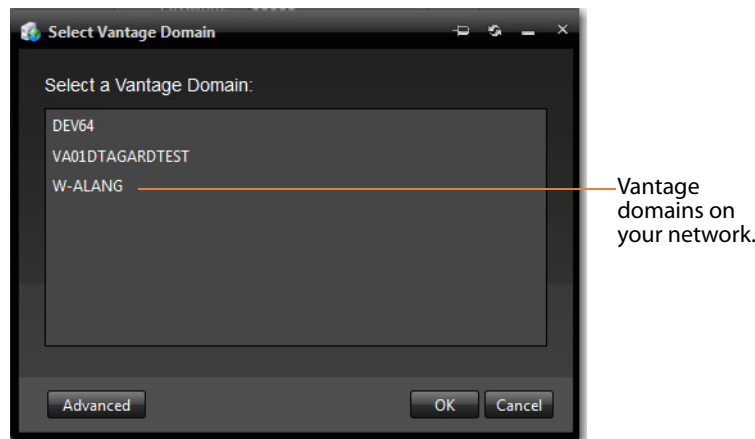 Select Vantage Domain
Select a Vantage Domain:
DEV64
VA01DTAGARDTEST
W-ALANG
Vantage
domains on
your network.
Advanced
OK
Cancel